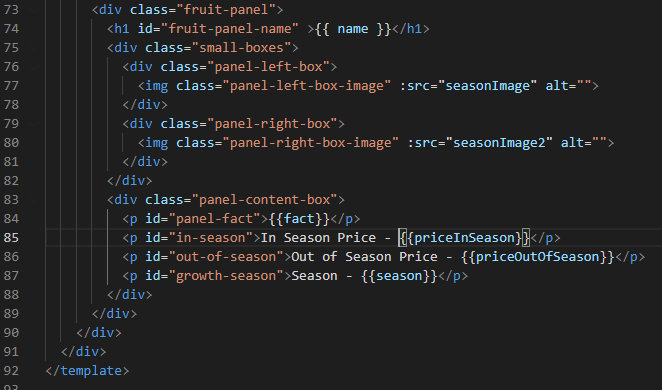 73 <div class="fruit-panel">
74 <h1 id="fruit-panel-name" >{{ name }}</h1>
75 <div class="small-boxes">
76 <div class="panel-left-box">
77 <img class="panel-left-box-image" :src="seasonImage" alt="">
78 </div>
79 <div class="panel-right-box">
80 <img class="panel-right-box-image" :src="seasonImage2" alt="">
81 </div>
82 </div>
83 <div class="panel-content-box">
84 <p id="panel-fact">{{fact}}</p>
85 <p id="in-season">In Season Price - {{priceInSeason}}</p>
86 <p id="out-of-season">Out of Season Price - {{priceOutOfSeason}}</p>
87 <p id="growth-season">Season - {{season}}</p>
88 </div>
89 </div>
90 </div>
91 </div>
92 </template>
93